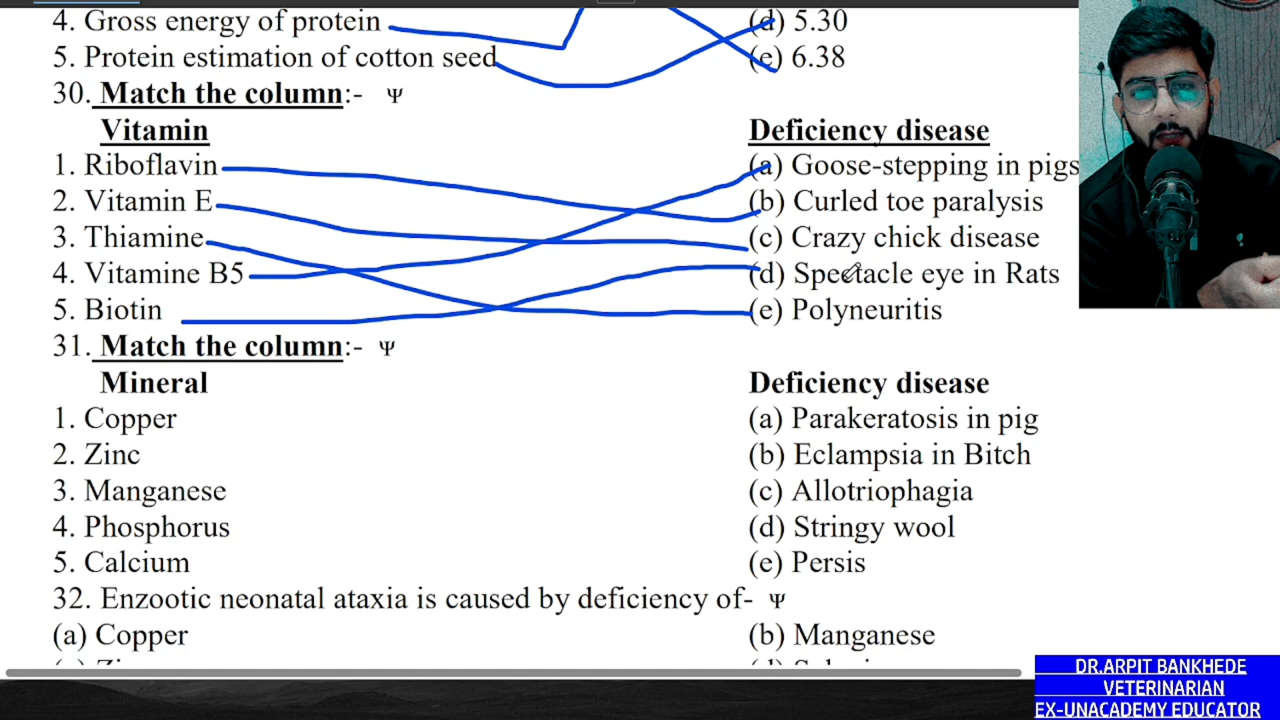 4. Gross energy of protein (d) 5.30
5. Protein estimation of cotton seed (e) 6.38
30. Match the column:- Ψ
Vitamin Deficiency disease
1. Riboflavin (a) Goose-stepping in pigs
2. Vitamin E (b) Curled toe paralysis
3. Thiamine (c) Crazy chick disease
4. Vitamine B5 (d) Spectacle eye in Rats
5. Biotin (e) Polyneuritis
31. Match the column:- Ψ
Mineral Deficiency disease
1. Copper (a) Parakeratosis in pig
2. Zinc (b) Eclampsia in Bitch
3. Manganese (c) Allotriophagia
4. Phosphorus (d) Stringy wool
5. Calcium (e) Persis
32. Enzootic neonatal ataxia is caused by deficiency of- Ψ
(a) Copper (b) Manganese
DR.ARPIT BANKHEDE
VETERINARIAN
EX-UNACADEMY EDUCATOR